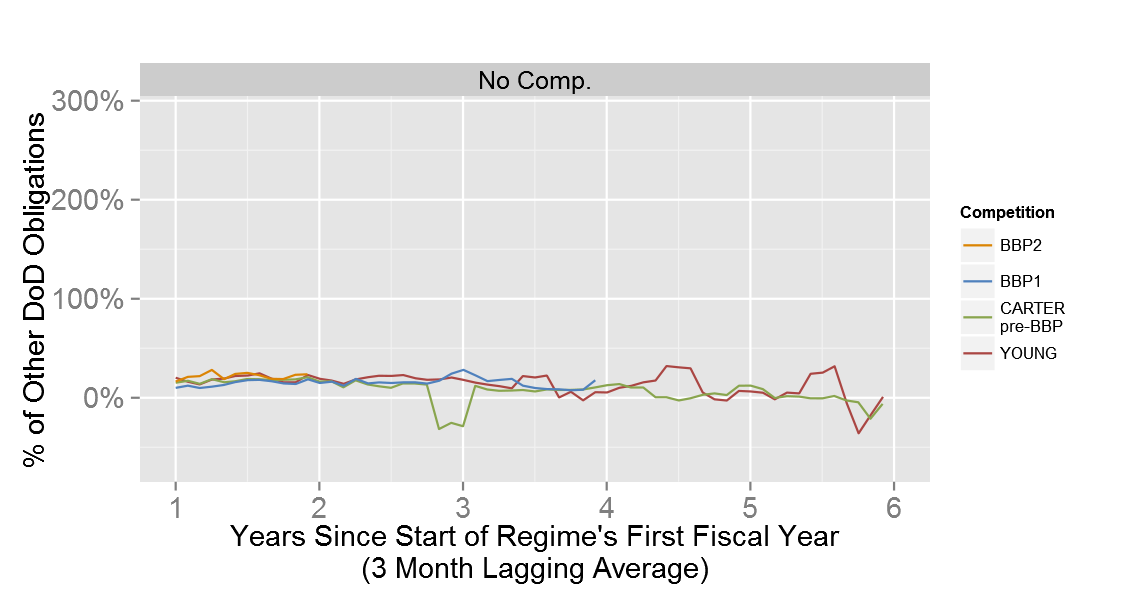 No Comp.
300%
200%
100%
0%
% of Other DoD Obligations
1 2 3 4 5 6
Years Since Start of Regime's First Fiscal Year
(3 Month Lagging Average)
Competition
BBP2
BBP1
CARTER
pre-BBP
YOUNG